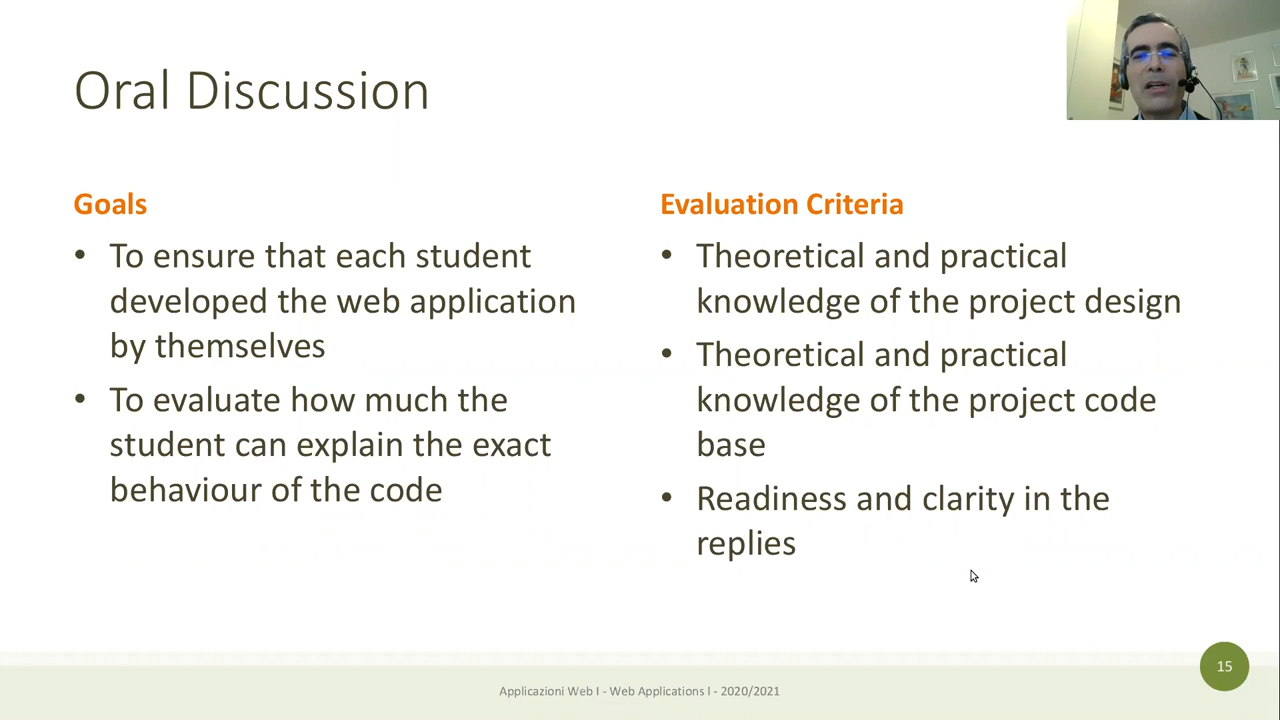 Oral Discussion
Goals
• To ensure that each student
developed the web application
by themselves
• To evaluate how much the
student can explain the exact
behaviour of the code
Evaluation Criteria
• Theoretical and practical
knowledge of the project design
• Theoretical and practical
knowledge of the project code
base
• Readiness and clarity in the
replies
15
Applicazioni Web I - Web Applications I - 2020/2021